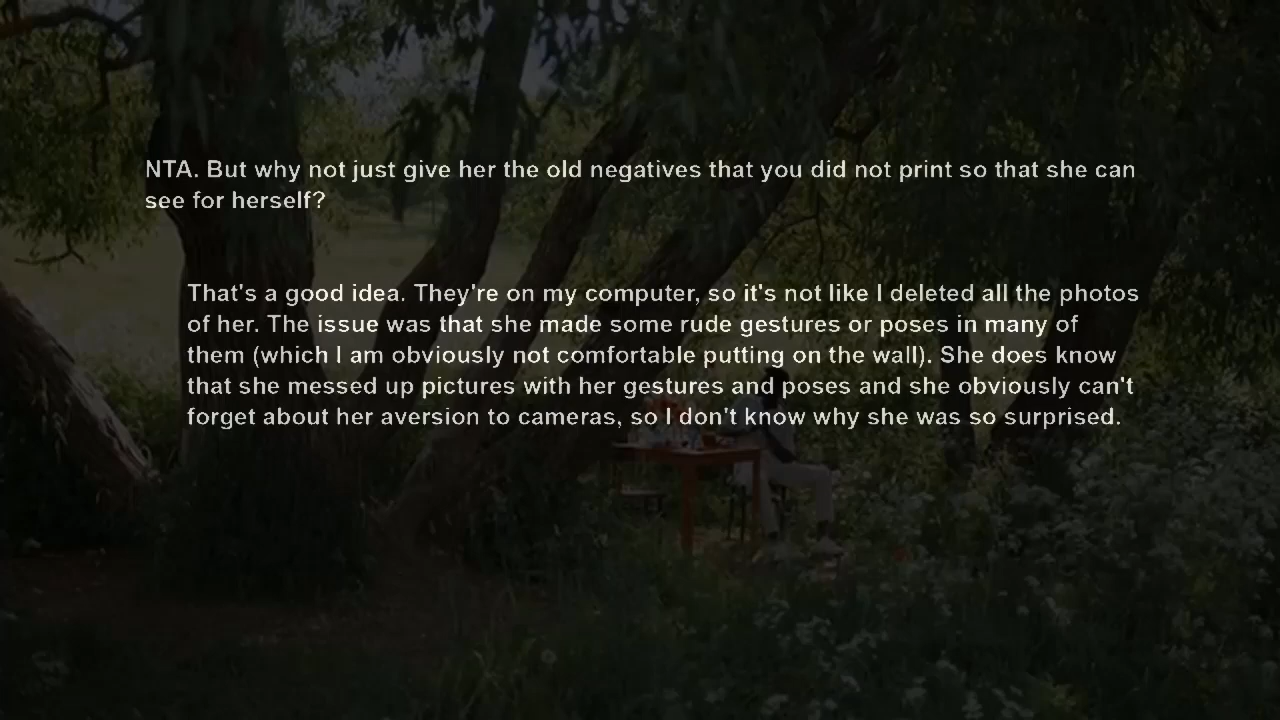 NTA. But why not just give her the old negatives that you did not print so that she can
see for herself?
That's a good idea. They're on my computer, so it's not like I deleted all the photos
of her. The issue was that she made some rude gestures or poses in many of
them (which I am obviously not comfortable putting on the wall). She does know
that she messed up pictures with her gestures and poses and she obviously can't
forget about her aversion to cameras, so I don't know why she was so surprised.